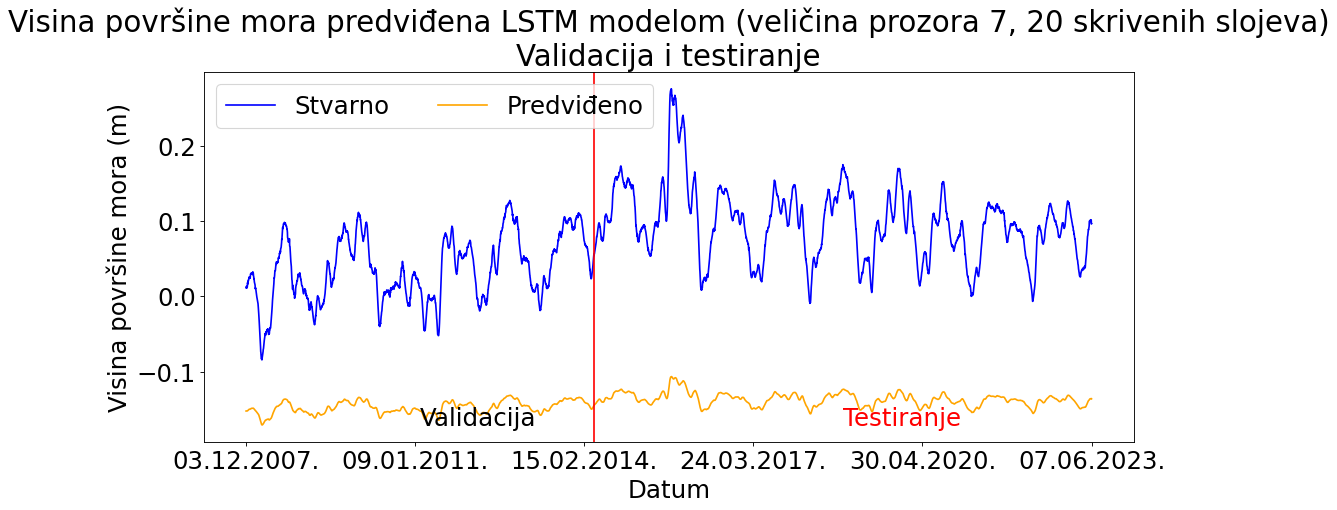 Visina površine mora predviđena LSTM modelom (veličina prozora 7, 20 skrivenih slojeva)
Validacija i testiranje
Stvarno
Predviđeno
Visina površine mora (m)
0.2
0.1
0.0
−0.1
Validacija
Testiranje
03.12.2007.
09.01.2011.
15.02.2014.
24.03.2017.
30.04.2020.
07.06.2023.
Datum